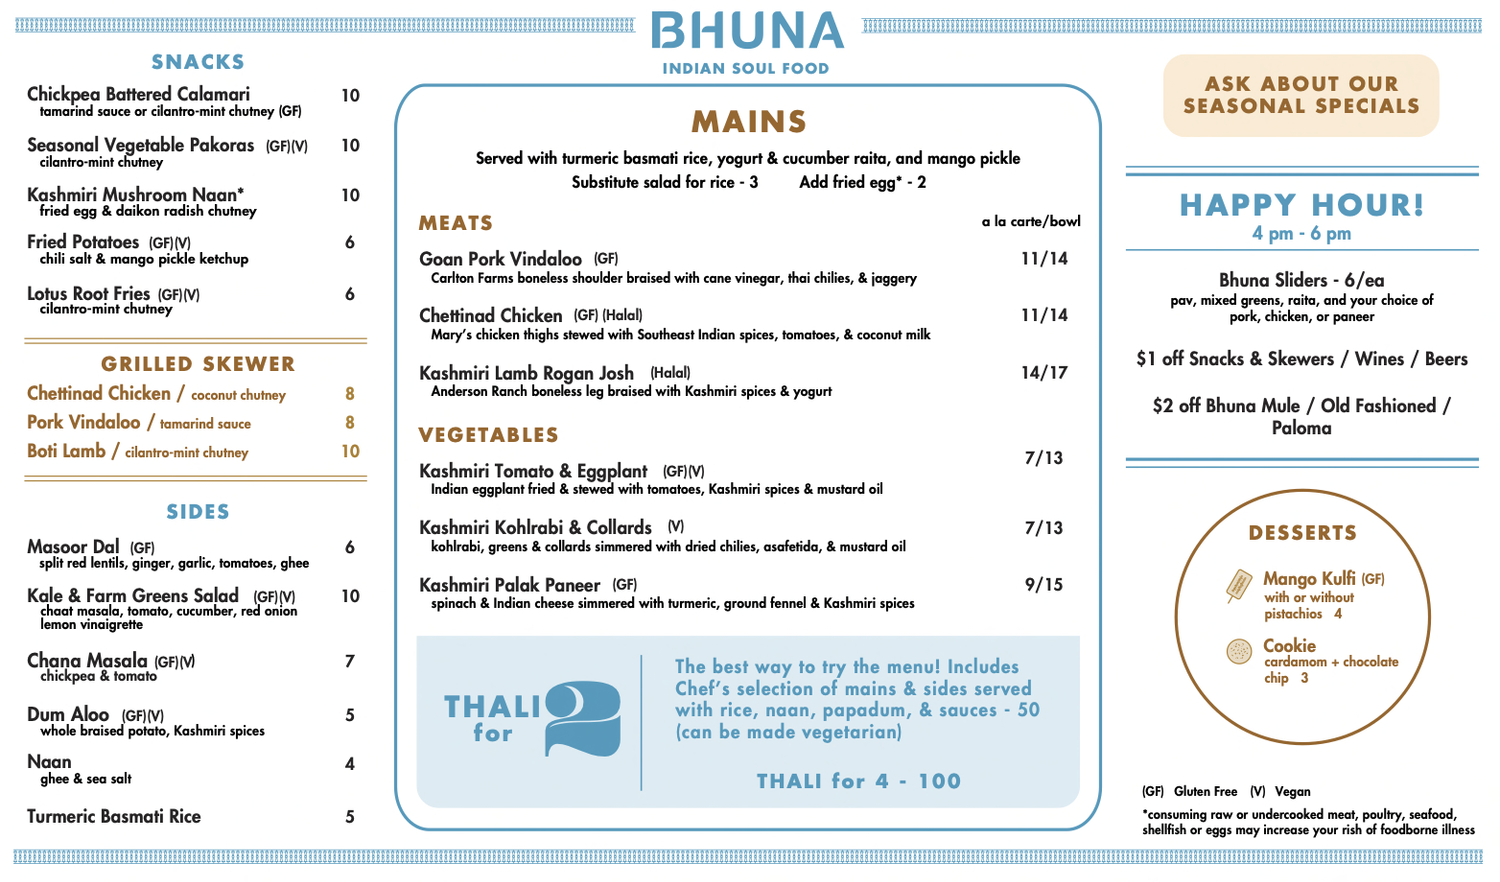 BHUNA
INDIAN SOUL FOOD
SNACKS
Chickpea Battered Calamari 10
tamarind sauce or cilantro-mint chutney (GF)
Seasonal Vegetable Pakoras (GF)(V) 10
cilantro-mint chutney
Kashmiri Mushroom Naan* 10
fried egg & daikon radish chutney
Fried Potatoes (GF)(V) 6
chili salt & mango pickle ketchup
Lotus Root Fries (GF)(V) 6
cilantro-mint chutney
GRILLED SKEWER
Chettinad Chicken / coconut chutney 8
Pork Vindaloo / tamarind sauce 8
Boti Lamb / cilantro-mint chutney 10
SIDES
Masoor Dal (GF) 6
split red lentils, ginger, garlic, tomatoes, ghee
Kale & Farm Greens Salad (GF)(V) 10
chaat masala, tomato, cucumber, red onion
lemon vinaigrette
Chana Masala (GF)(V) 7
chickpea & tomato
Dum Aloo (GF)(V) 5
whole braised potato, Kashmiri spices
Naan 4
ghee & sea salt
Turmeric Basmati Rice 5
MAINS
Served with turmeric basmati rice, yogurt & cucumber raita, and mango pickle
Substitute salad for rice - 3 Add fried egg* - 2
MEATS a la carte/bowl
Goan Pork Vindaloo (GF) 11/14
Carlton Farms boneless shoulder braised with cane vinegar, thai chilies, & jaggery
Chettinad Chicken (GF) (Halal) 11/14
Mary's chicken thighs stewed with Southeast Indian spices, tomatoes, & coconut milk
Kashmiri Lamb Rogan Josh (Halal) 14/17
Anderson Ranch boneless leg braised with Kashmiri spices & yogurt
VEGETABLES
Kashmiri Tomato & Eggplant (GF)(V) 7/13
Indian eggplant fried & stewed with tomatoes, Kashmiri spices & mustard oil
Kashmiri Kohlrabi & Collards (V) 7/13
kohlrabi, greens & collards simmered with dried chilies, asafetida, & mustard oil
Kashmiri Palak Paneer (GF) 9/15
spinach & Indian cheese simmered with turmeric, ground fennel & Kashmiri spices
THALI
for 2
The best way to try the menu! Includes
Chef's selection of mains & sides served
with rice, naan, papadum, & sauces - 50
(can be made vegetarian)
THALI for 4 - 100
ASK ABOUT OUR
SEASONAL SPECIALS
HAPPY HOUR!
4 pm - 6 pm
Bhuna Sliders - 6/ea
pav, mixed greens, raita, and your choice of
pork, chicken, or paneer
$1 off Snacks & Skewers / Wines / Beers
$2 off Bhuna Mule / Old Fashioned /
Paloma
DESSERTS
Mango Kulfi (GF)
with or without
pistachios 4
Cookie
cardamom + chocolate
chip 3
(GF) Gluten Free (V) Vegan
*consuming raw or undercooked meat, poultry, seafood,
shellfish or eggs may increase your rish of foodborne illness